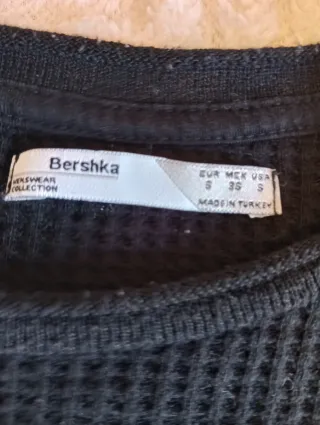 Bershka
MENSWEAR
COLLECTION
EUR MEX USA
S 36 S
MADE IN TURKEY